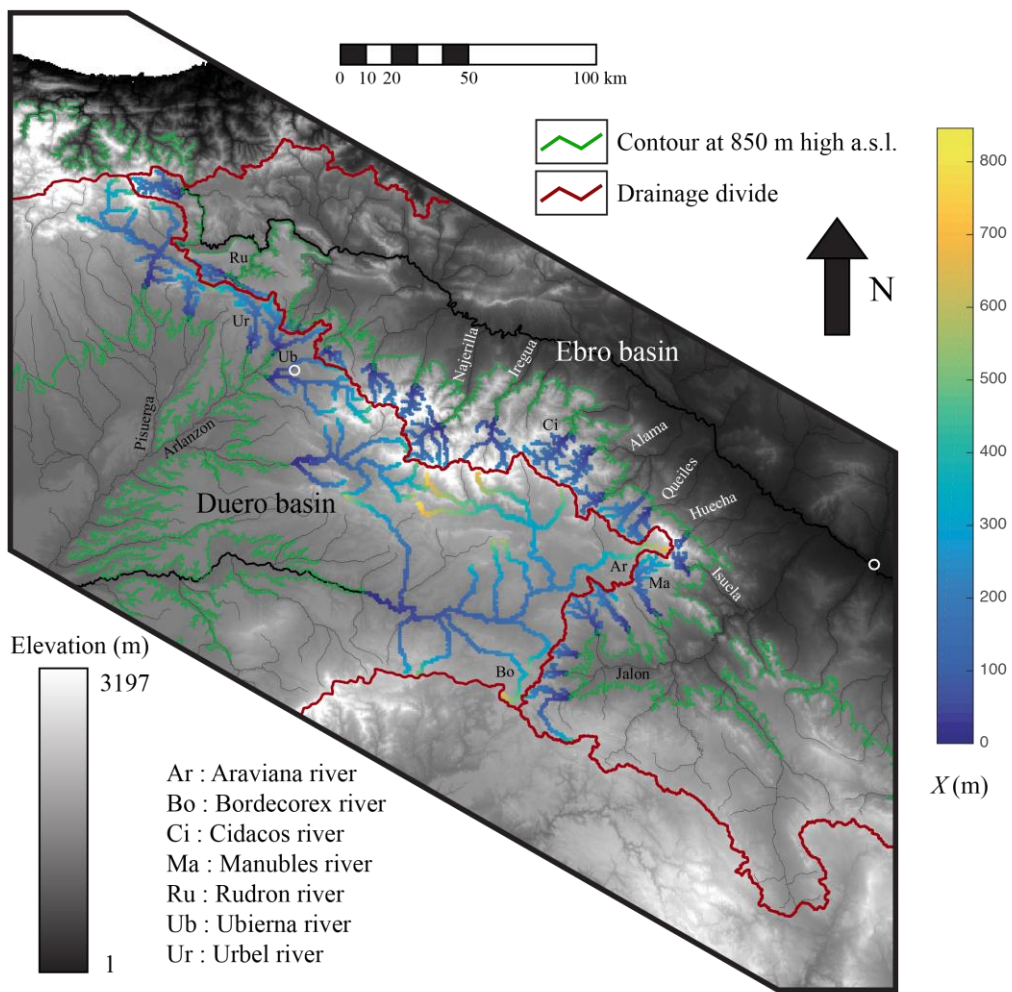 0 10 20 50 100 km
Contour at 850 m high a.s.l.
Drainage divide
N
800
700
600
500
400
300
200
100
0
X (m)
Ru
Ur
Ub
Najerilla
Iregua
Ebro basin
Ci
Alama
Pisuerga
Arlanzon
Queiles
Huecha
Duero basin
Ar
Ma
Isuela
Bo
Jalon
Elevation (m)
3197
1
Ar : Araviana river
Bo : Bordecorex river
Ci : Cidacos river
Ma : Manubles river
Ru : Rudron river
Ub : Ubierna river
Ur : Urbel river